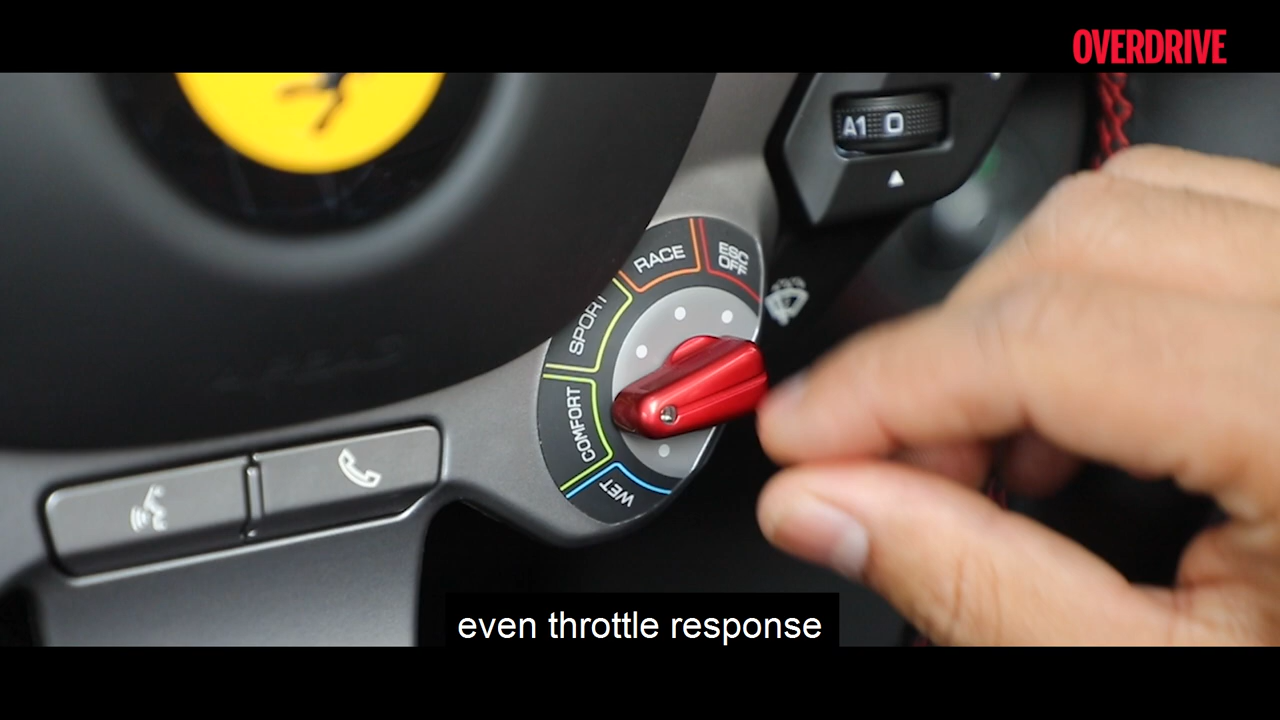 OVERDRIVE
A1 O
RACE
ESC
OFF
SPORT
COMFORT
WET
even throttle response